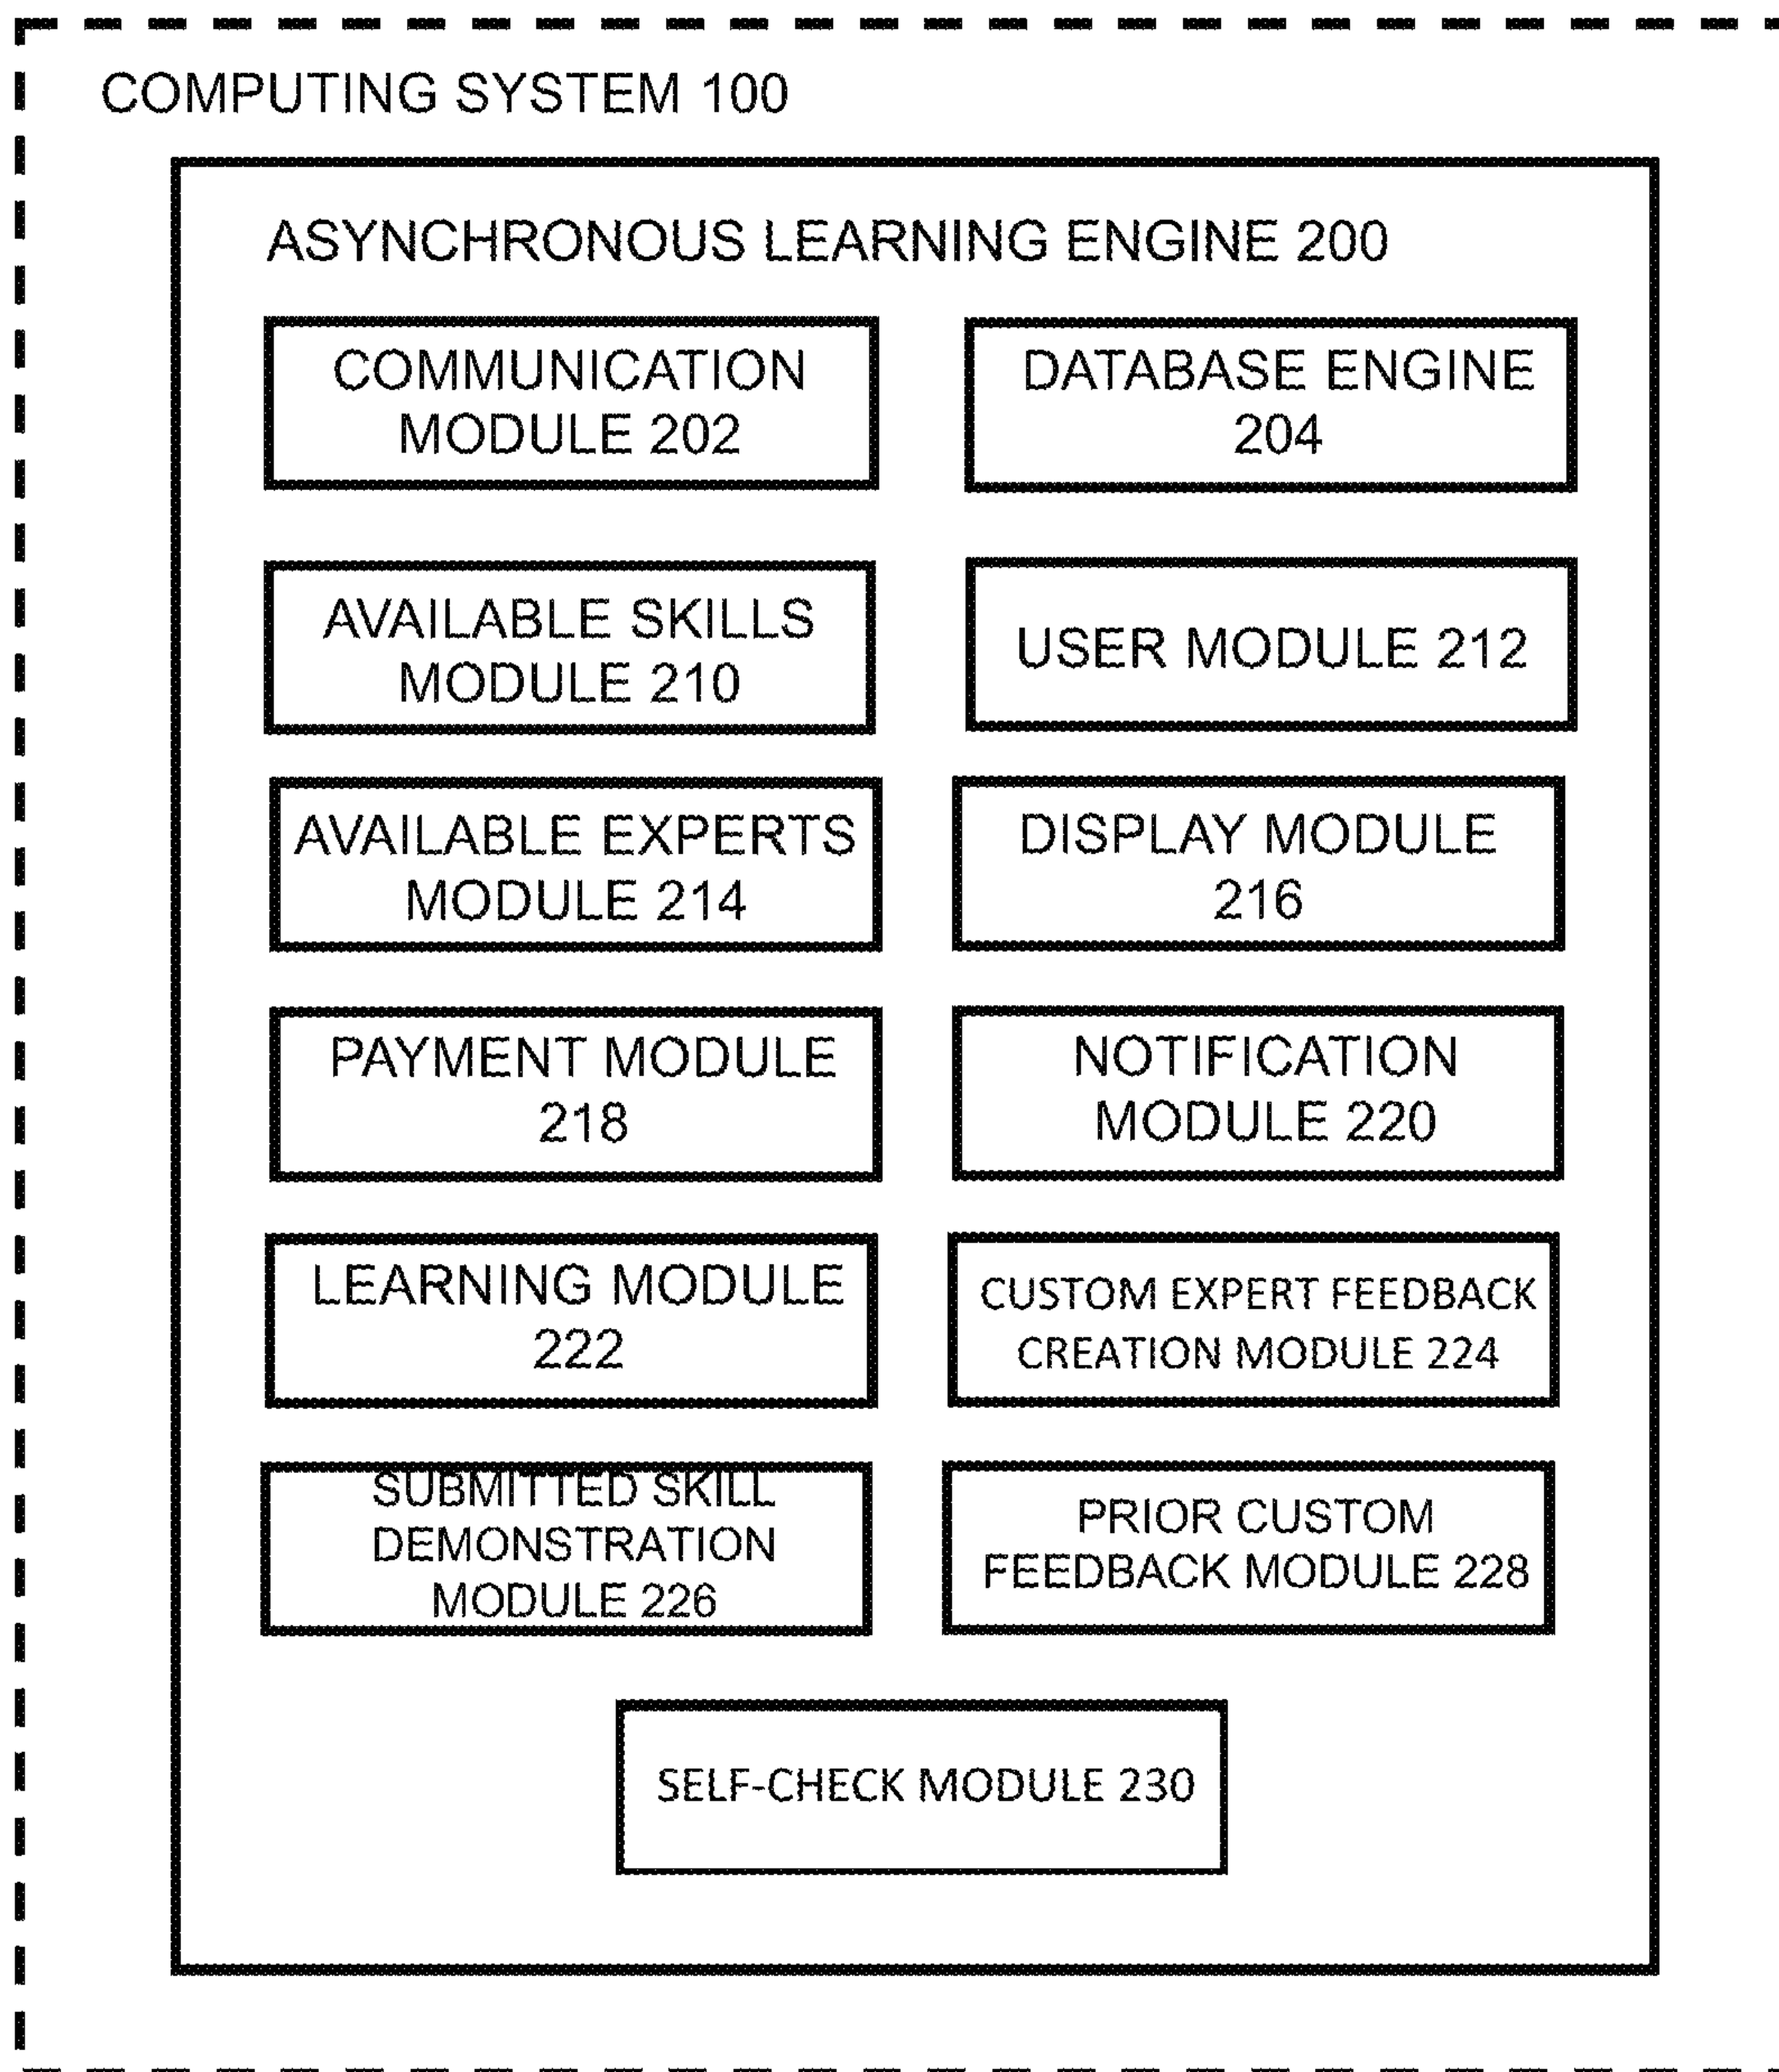 COMPUTING SYSTEM 100
ASYNCHRONOUS LEARNING ENGINE 200
COMMUNICATION
MODULE 202
DATABASE ENGINE
204
AVAILABLE SKILLS
MODULE 210
USER MODULE 212
AVAILABLE EXPERTS
MODULE 214
DISPLAY MODULE
216
PAYMENT MODULE
218
NOTIFICATION
MODULE 220
LEARNING MODULE
222
CUSTOM EXPERT FEEDBACK
CREATION MODULE 224
SUBMITTED SKILL
DEMONSTRATION
MODULE 226
PRIOR CUSTOM
FEEDBACK MODULE 228
SELF-CHECK MODULE 230